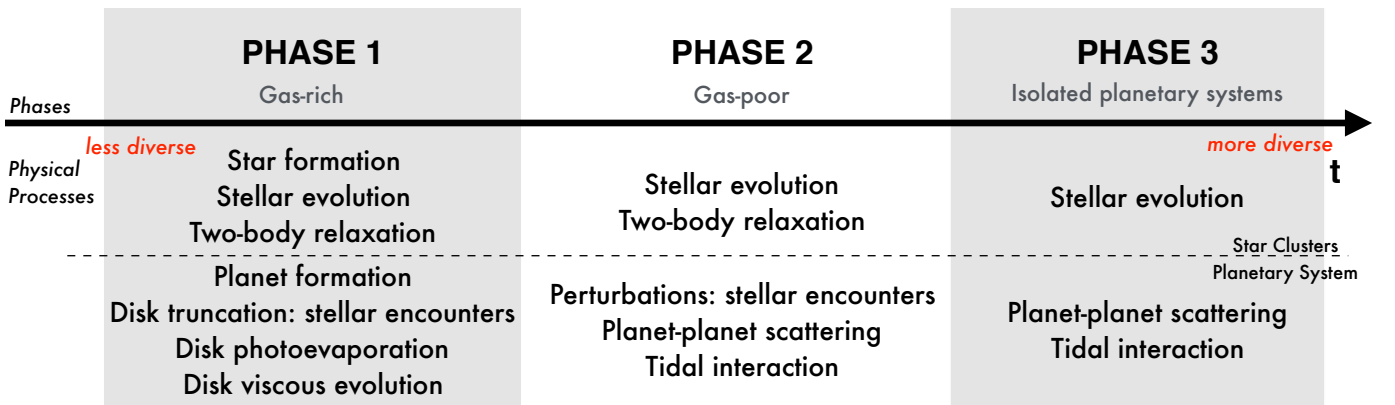 PHASE 1
PHASE 2
PHASE 3
Gas-rich
Gas-poor
Isolated planetary systems
Phases
less diverse
more diverse
t
Physical
Processes
Star formation
Stellar evolution
Two-body relaxation
Stellar evolution
Two-body relaxation
Stellar evolution
Star Clusters
Planetary System
Planet formation
Disk truncation: stellar encounters
Disk photoevaporation
Disk viscous evolution
Perturbations: stellar encounters
Planet-planet scattering
Tidal interaction
Planet-planet scattering
Tidal interaction